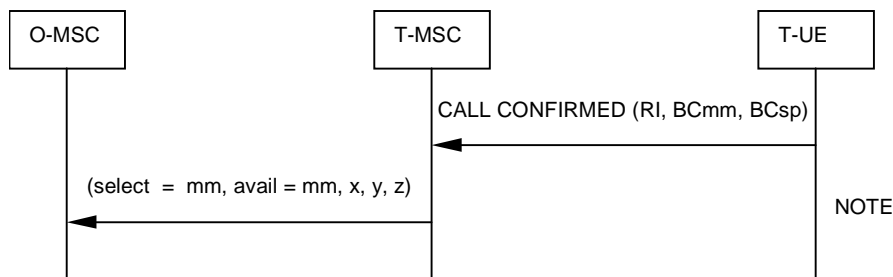 O-MSC
T-MSC
T-UE
CALL CONFIRMED (RI, BCmm, BCsp)
(select = mm, avail = mm, x, y, z)
NOTE